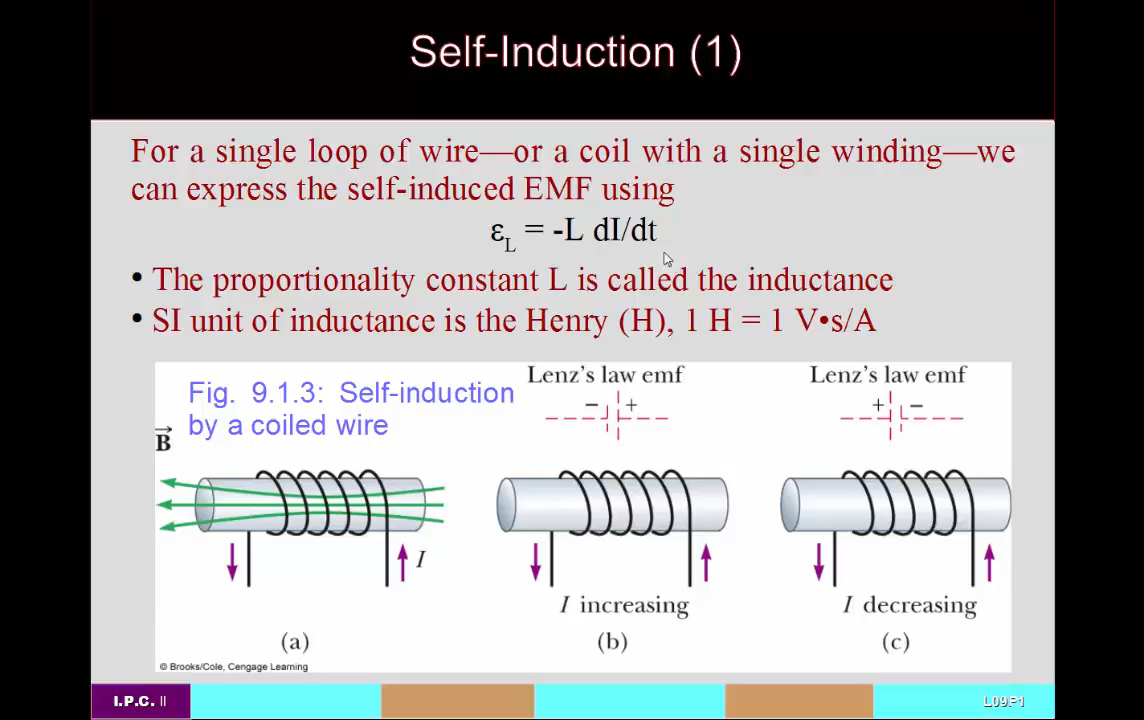 Self-Induction (1)
For a single loop of wire—or a coil with a single winding—we
can express the self-induced EMF using
εL = -L dI/dt
• The proportionality constant L is called the inductance
• SI unit of inductance is the Henry (H), 1 H = 1 V•s/A
Fig. 9.1.3: Self-induction
by a coiled wire
Lenz's law emf
Lenz's law emf
− +
+ −
B
I
I increasing
I decreasing
(a)
(b)
(c)
© Brooks/Cole, Cengage Learning
I.P.C. II
L09P1